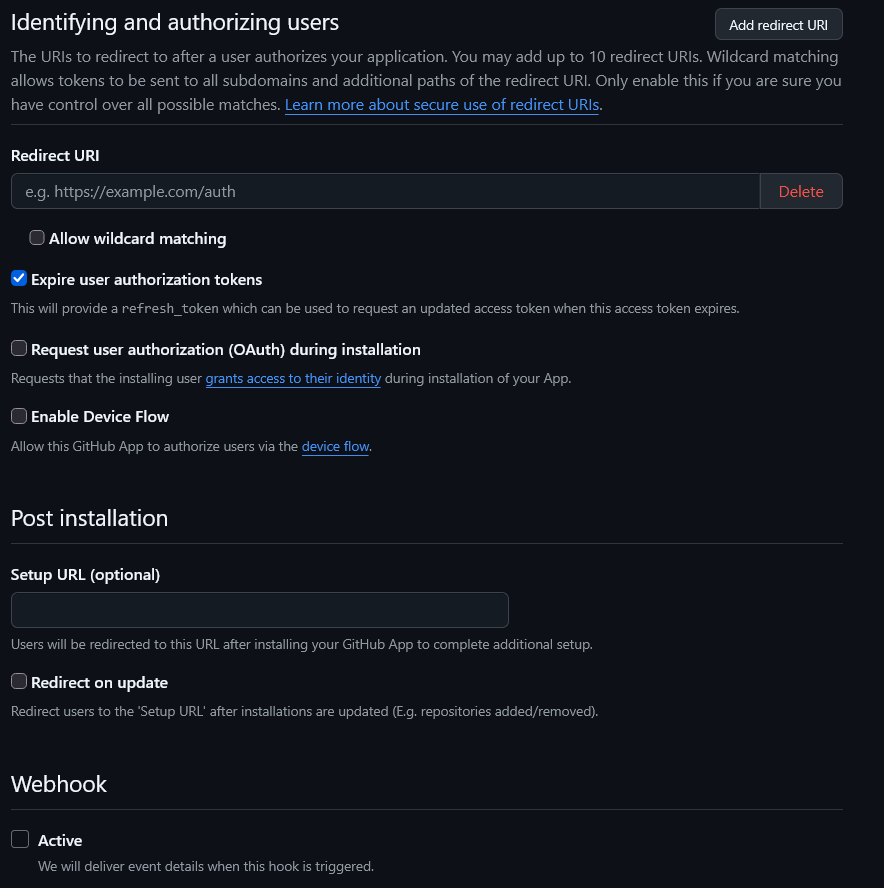 Identifying and authorizing users
Add redirect URI
The URIs to redirect to after a user authorizes your application. You may add up to 10 redirect URIs. Wildcard matching
allows tokens to be sent to all subdomains and additional paths of the redirect URI. Only enable this if you are sure you
have control over all possible matches. Learn more about secure use of redirect URIs.
Redirect URI
e.g. https://example.com/auth
Delete
Allow wildcard matching
Expire user authorization tokens
This will provide a refresh_token which can be used to request an updated access token when this access token expires.
Request user authorization (OAuth) during installation
Requests that the installing user grants access to their identity during installation of your App.
Enable Device Flow
Allow this GitHub App to authorize users via the device flow.
Post installation
Setup URL (optional)
Users will be redirected to this URL after installing your GitHub App to complete additional setup.
Redirect on update
Redirect users to the 'Setup URL' after installations are updated (E.g. repositories added/removed).
Webhook
Active
We will deliver event details when this hook is triggered.